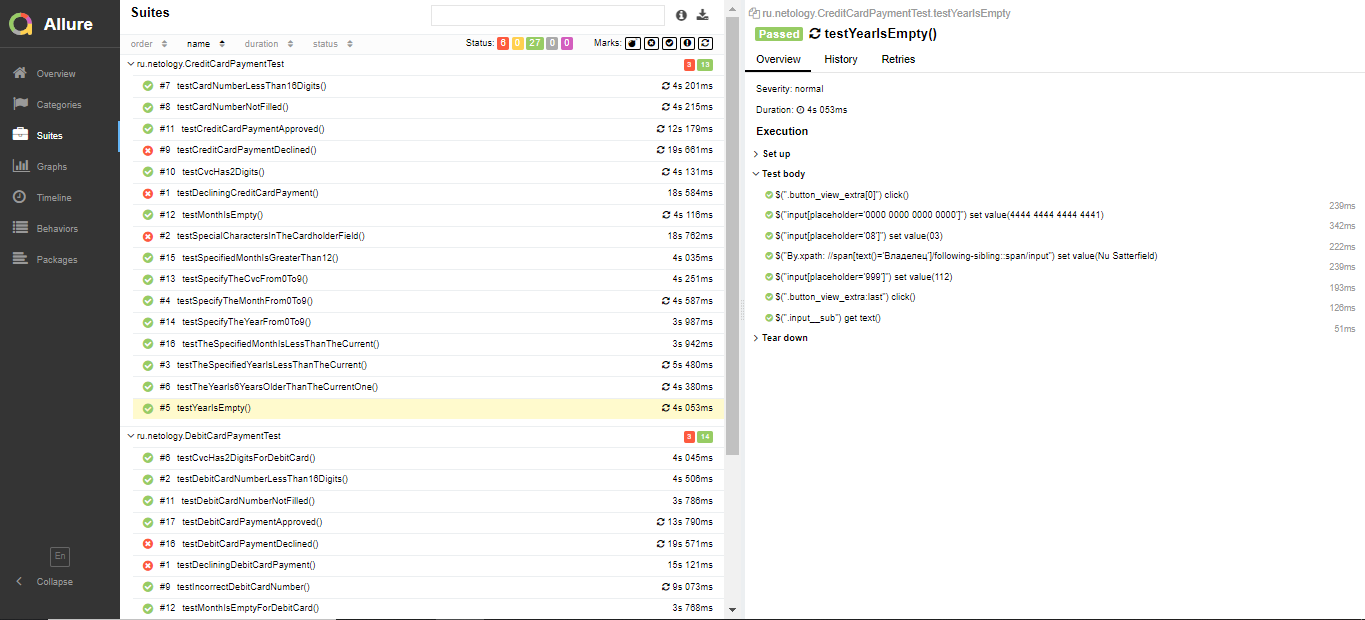 Allure
Overview
Categories
Suites
Graphs
Timeline
Behaviors
Packages
En
Collapse
Suites
order name duration status Status: 6 0 27 0 0 Marks:
ru.netology.CreditCardPaymentTest 3 13
#7 testCardNumberLessThan16Digits() 4s 201ms
#8 testCardNumberNotFilled() 4s 215ms
#11 testCreditCardPaymentApproved() 12s 179ms
#9 testCreditCardPaymentDeclined() 19s 661ms
#10 testCvcHas2Digits() 4s 131ms
#1 testDecliningCreditCardPayment() 18s 584ms
#12 testMonthIsEmpty() 4s 116ms
#2 testSpecialCharactersInTheCardholderField() 18s 762ms
#15 testSpecifiedMonthIsGreaterThan12() 4s 035ms
#13 testSpecifyTheCvcFrom0To9() 4s 251ms
#4 testSpecifyTheMonthFrom0To9() 4s 587ms
#14 testSpecifyTheYearFrom0To9() 3s 987ms
#16 testTheSpecifiedMonthIsLessThanTheCurrent() 3s 942ms
#3 testTheSpecifiedYearIsLessThanTheCurrent() 5s 480ms
#6 testTheYearIs6YearsOlderThanTheCurrentOne() 4s 380ms
#5 testYearIsEmpty() 4s 053ms
ru.netology.DebitCardPaymentTest 3 14
#6 testCvcHas2DigitsForDebitCard() 4s 045ms
#2 testDebitCardNumberLessThan16Digits() 4s 506ms
#11 testDebitCardNumberNotFilled() 3s 786ms
#17 testDebitCardPaymentApproved() 13s 790ms
#16 testDebitCardPaymentDeclined() 19s 571ms
#1 testDecliningDebitCardPayment() 15s 121ms
#9 testIncorrectDebitCardNumber() 9s 073ms
#12 testMonthIsEmptyForDebitCard() 3s 768ms
ru.netology.CreditCardPaymentTest.testYearIsEmpty
Passed testYearIsEmpty()
Overview History Retries
Severity: normal
Duration: 4s 053ms
Execution
Set up
Test body
$(".button_view_extra[0]") click() 239ms
$("input[placeholder='0000 0000 0000 0000']") set value(4444 4444 4444 4441) 342ms
$("input[placeholder='08']") set value(03) 222ms
$("By.xpath: //span[text()='Владелец']/following-sibling::span/input") set value(Nu Satterfield) 239ms
$("input[placeholder='999']") set value(112) 193ms
$(".button_view_extra:last") click() 126ms
$(".input__sub") get text() 51ms
Tear down